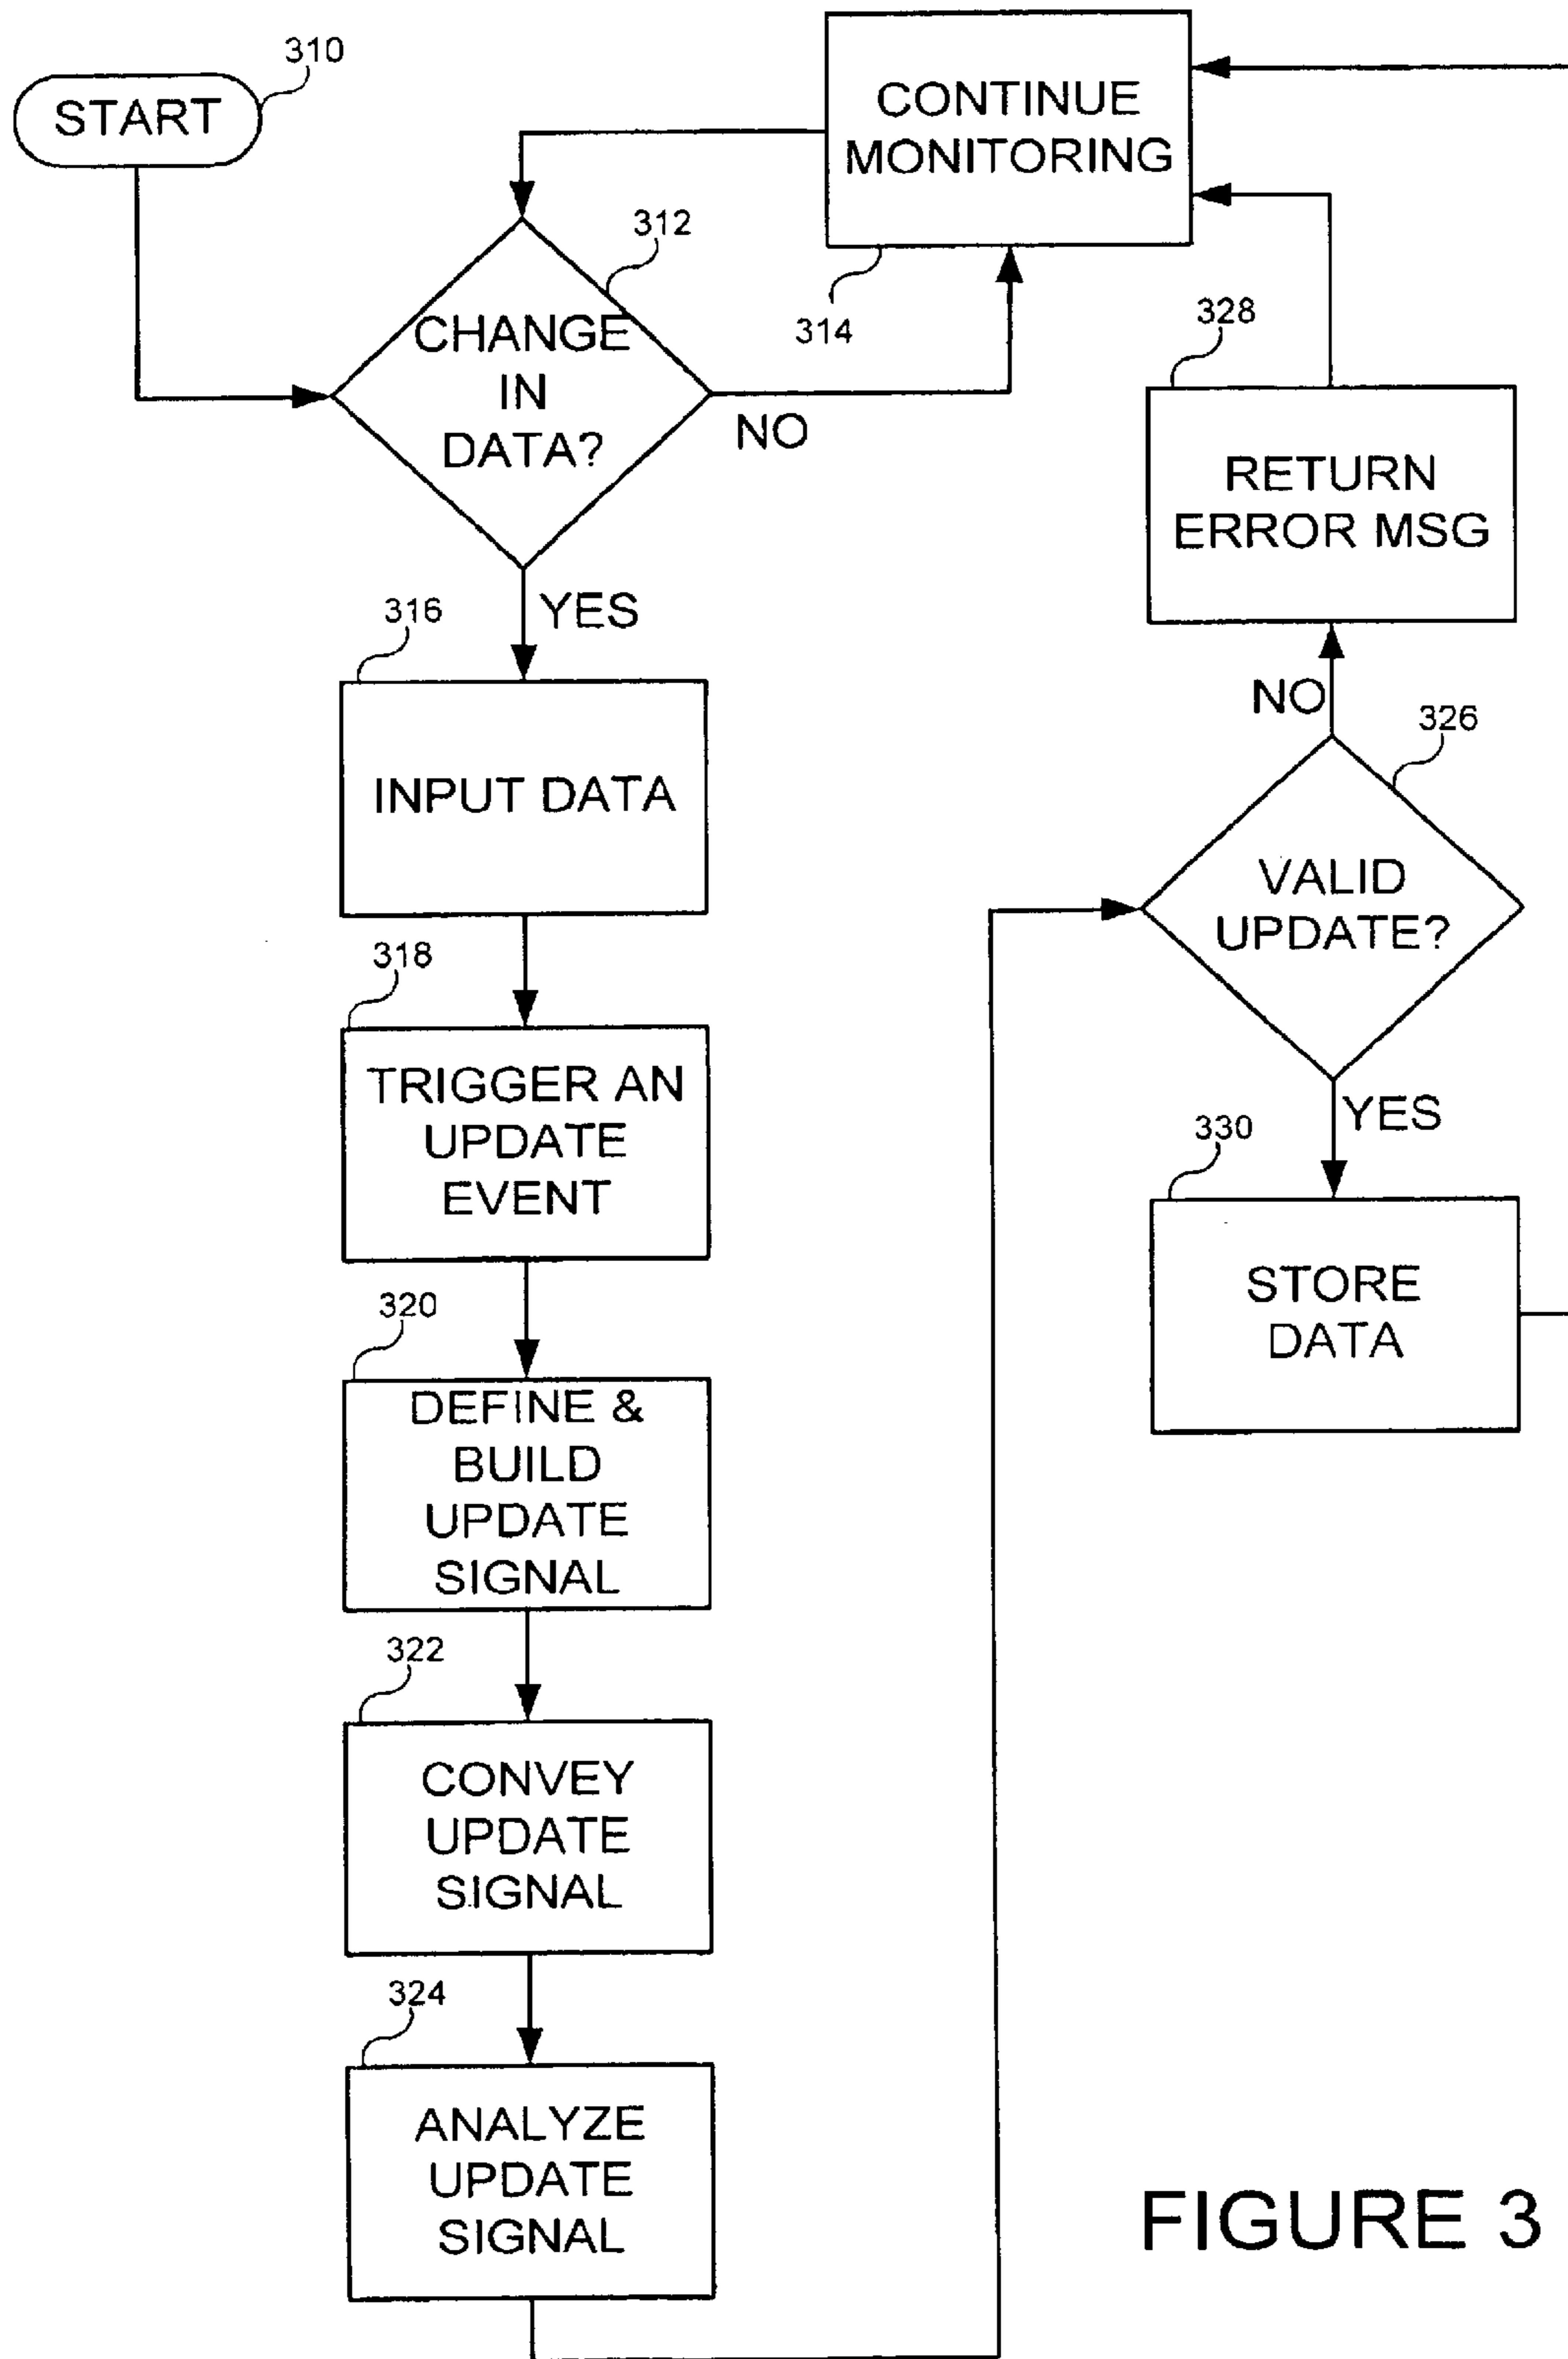 310
START
CONTINUE
MONITORING
312
314
CHANGE
IN
DATA?
NO
YES
316
INPUT DATA
318
TRIGGER AN
UPDATE
EVENT
320
DEFINE &
BUILD
UPDATE
SIGNAL
322
CONVEY
UPDATE
SIGNAL
324
ANALYZE
UPDATE
SIGNAL
328
RETURN
ERROR MSG
NO
326
VALID
UPDATE?
YES
330
STORE
DATA
FIGURE 3